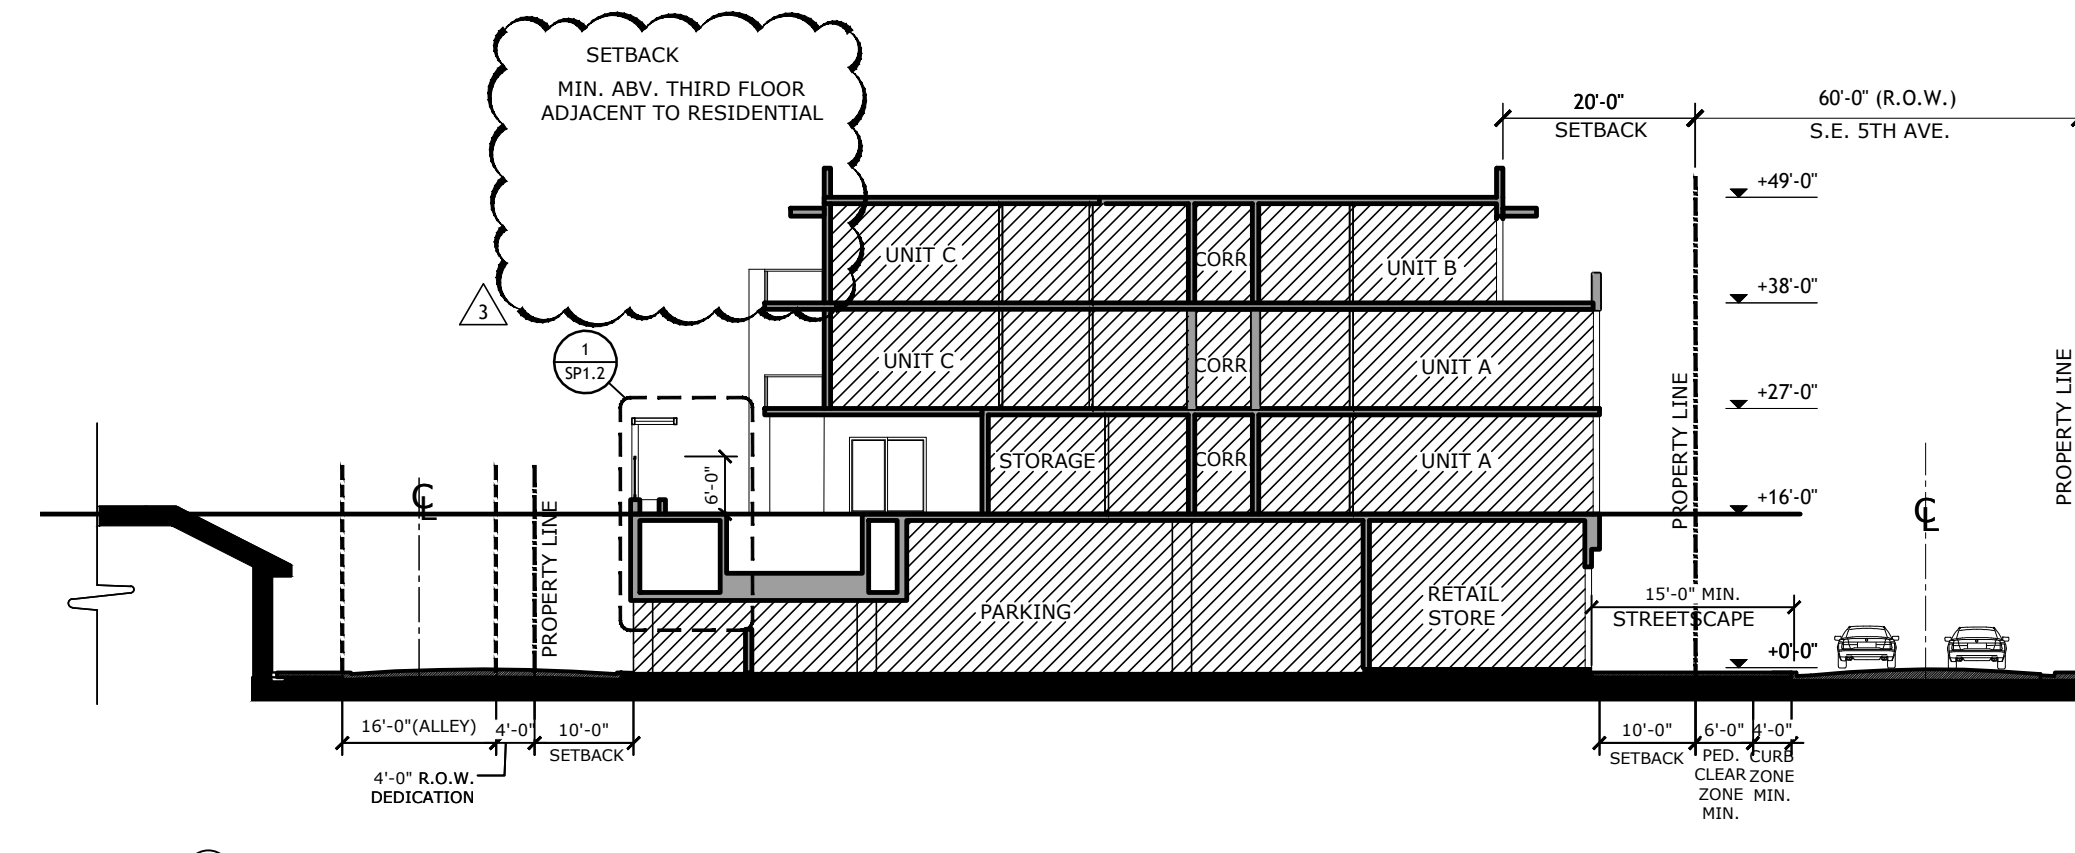 SETBACK
MIN. ABV. THIRD FLOOR
ADJACENT TO RESIDENTIAL
3
1
SP1.2
20'-0"
SETBACK
60'-0" (R.O.W.)
S.E. 5TH AVE.
+49'-0"
+38'-0"
+27'-0"
+16'-0"
+0'-0"
UNIT C
CORR.
UNIT B
UNIT C
CORR.
UNIT A
STORAGE
CORR.
UNIT A
6'-0"
PARKING
RETAIL
STORE
PROPERTY LINE
PROPERTY LINE
PROPERTY LINE
CL
CL
15'-0" MIN.
STREETSCAPE
16'-0"(ALLEY)
4'-0"
10'-0"
SETBACK
4'-0" R.O.W.
DEDICATION
10'-0"
SETBACK
6'-0"
PED.
CLEAR
ZONE
MIN.
4'-0"
CURB
ZONE
MIN.